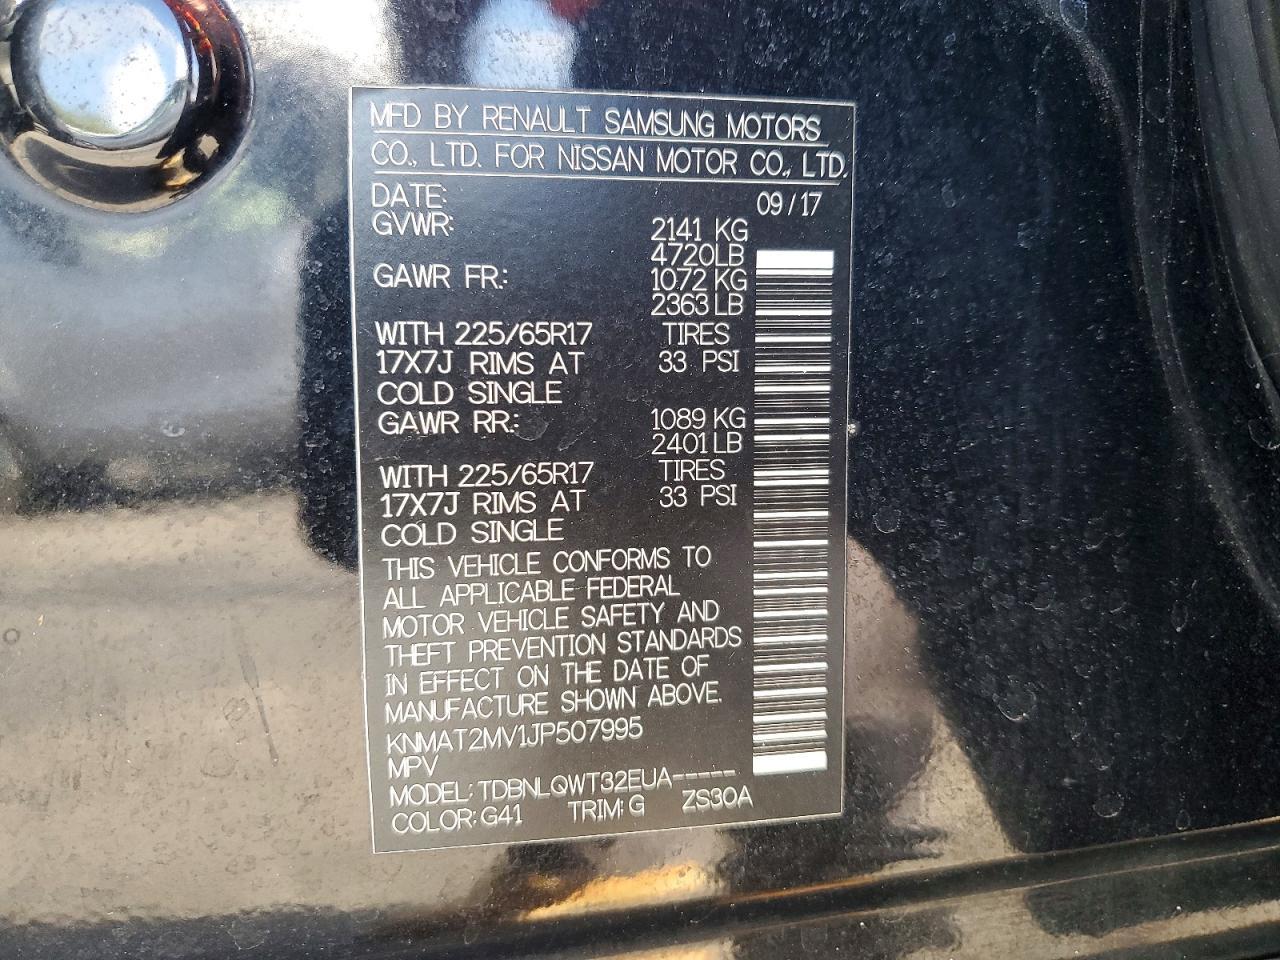 MFD BY RENAULT SAMSUNG MOTORS
CO., LTD. FOR NISSAN MOTOR CO., LTD.
DATE: 09/17
GVWR: 2141 KG
4720LB
GAWR FR: 1072 KG
2363 LB
WITH 225/65R17 TIRES
17X7J RIMS AT 33 PSI
COLD SINGLE
GAWR RR: 1089 KG
2401 LB
WITH 225/65R17 TIRES
17X7J RIMS AT 33 PSI
COLD SINGLE
THIS VEHICLE CONFORMS TO
ALL APPLICABLE FEDERAL
MOTOR VEHICLE SAFETY AND
THEFT PREVENTION STANDARDS
IN EFFECT ON THE DATE OF
MANUFACTURE SHOWN ABOVE.
KNMAT2MV1JP507995
MPV
MODEL: TDBNLQWT32EUA-----
COLOR: G41 TRIM: G ZS30A